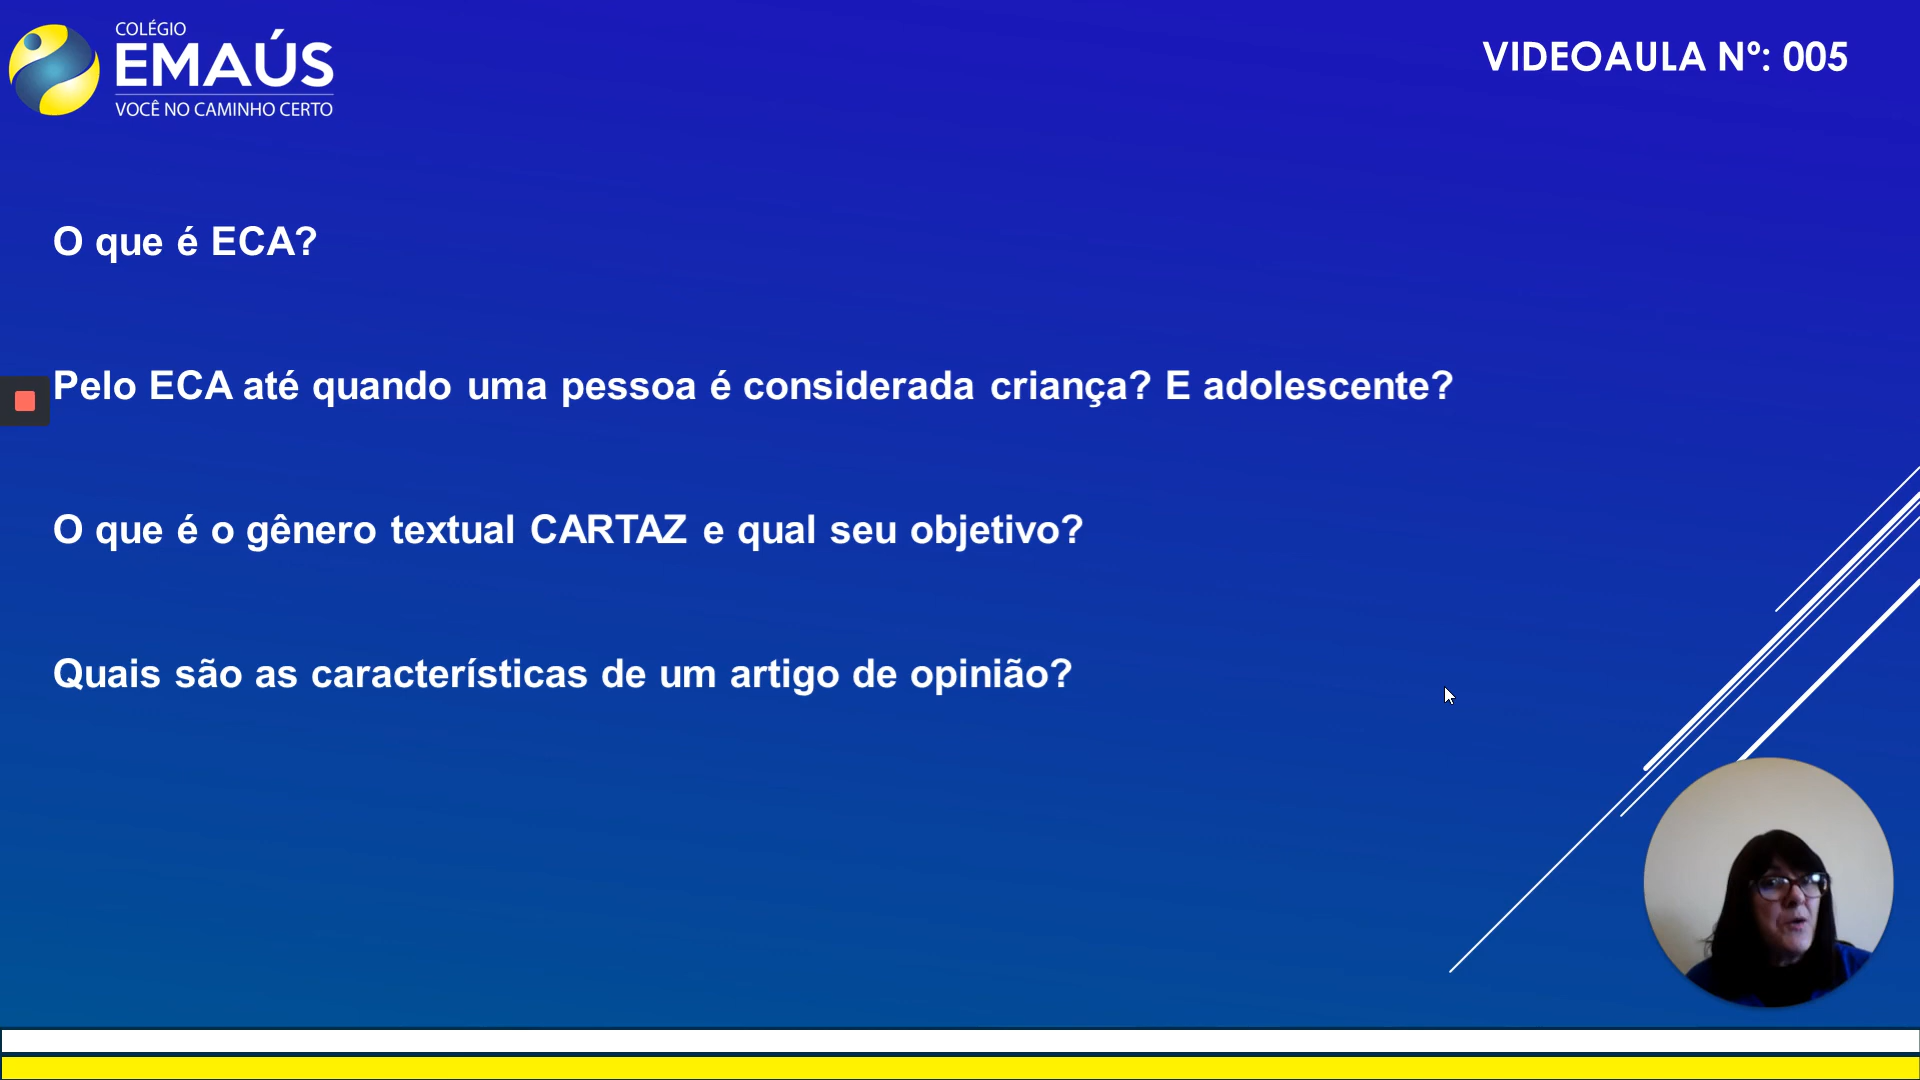 COLÉGIO
EMAÚS
VOCÊ NO CAMINHO CERTO
VIDEOAULA Nº: 005
O que é ECA?
Pelo ECA até quando uma pessoa é considerada criança? E adolescente?
O que é o gênero textual CARTAZ e qual seu objetivo?
Quais são as características de um artigo de opinião?